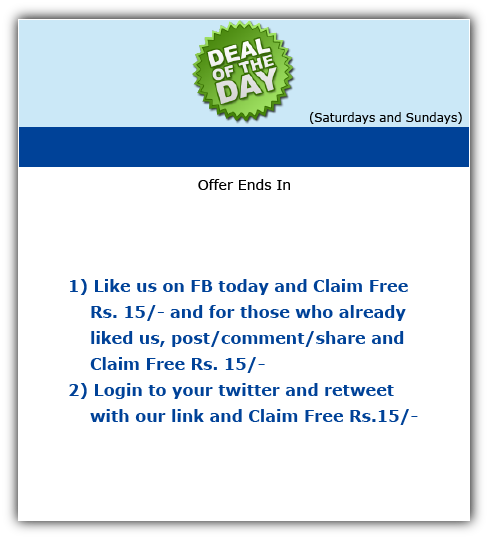 DEAL
OF THE
DAY
(Saturdays and Sundays)
Offer Ends In
1) Like us on FB today and Claim Free
Rs. 15/- and for those who already
liked us, post/comment/share and
Claim Free Rs. 15/-
2) Login to your twitter and retweet
with our link and Claim Free Rs.15/-